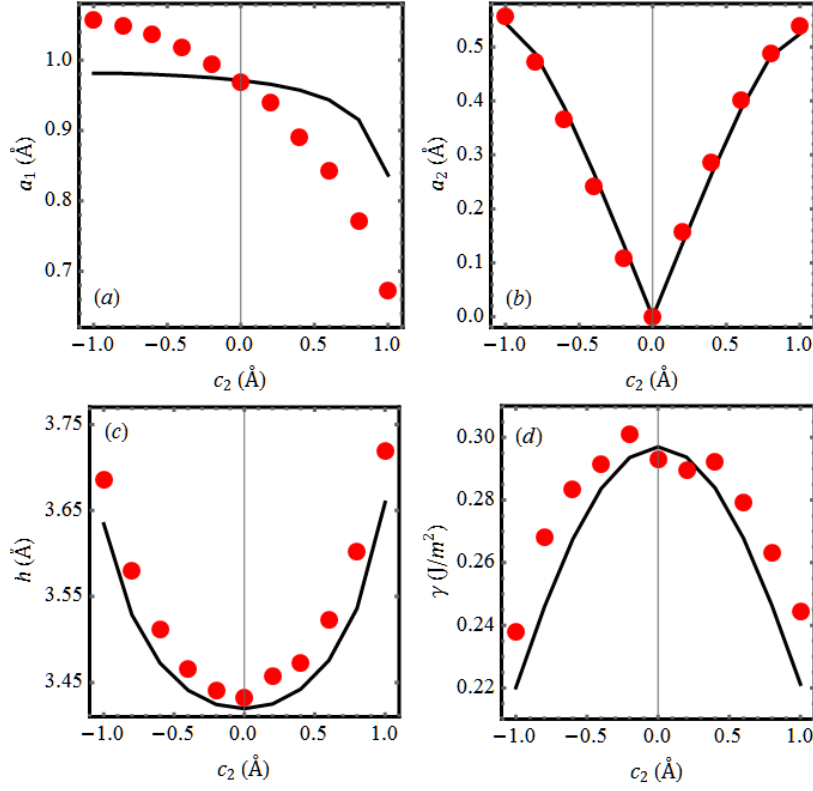 1.0
0.9
0.8
0.7
a₁ (Å)
(a)
−1.0 −0.5 0.0 0.5 1.0
c₂ (Å)
0.5
0.4
0.3
0.2
0.1
0.0
a₂ (Å)
(b)
−1.0 −0.5 0.0 0.5 1.0
c₂ (Å)
3.75
3.65
3.55
3.45
h (Å)
(c)
−1.0 −0.5 0.0 0.5 1.0
c₂ (Å)
0.30
0.28
0.26
0.24
0.22
γ (J/m²)
(d)
−1.0 −0.5 0.0 0.5 1.0
c₂ (Å)